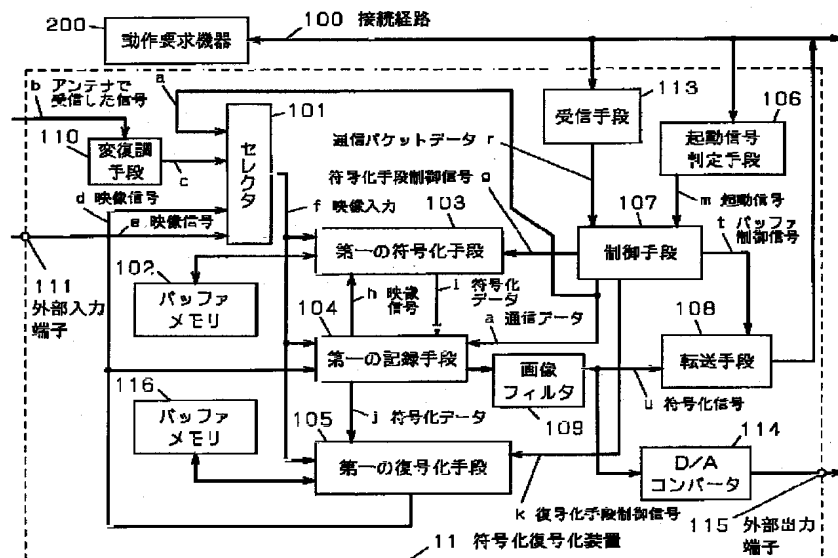 200
動作要求機器
100 接続経路
b アンテナで
受信した信号
a
101
セレクタ
113
受信手段
106
起動信号
判定手段
110
変復調
手段
c
通信パケットデータ r
符号化手段制御信号 g
m 起動信号
d 映像信号
e 映像信号
f 映像入力
103
107
制御手段
t バッファ
制御信号
第一の符号化手段
111
外部入力
端子
102
バッファ
メモリ
h 映像
信号
i 符号化
データ
104
a 通信データ
108
第一の記録手段
画像
フィルタ
転送手段
116
バッファ
メモリ
j 符号化データ
109
u 符号化信号
105
第一の復号化手段
114
D/A
コンバータ
k 復号化手段制御信号
115 外部出力
端子
11 符号化復号化装置